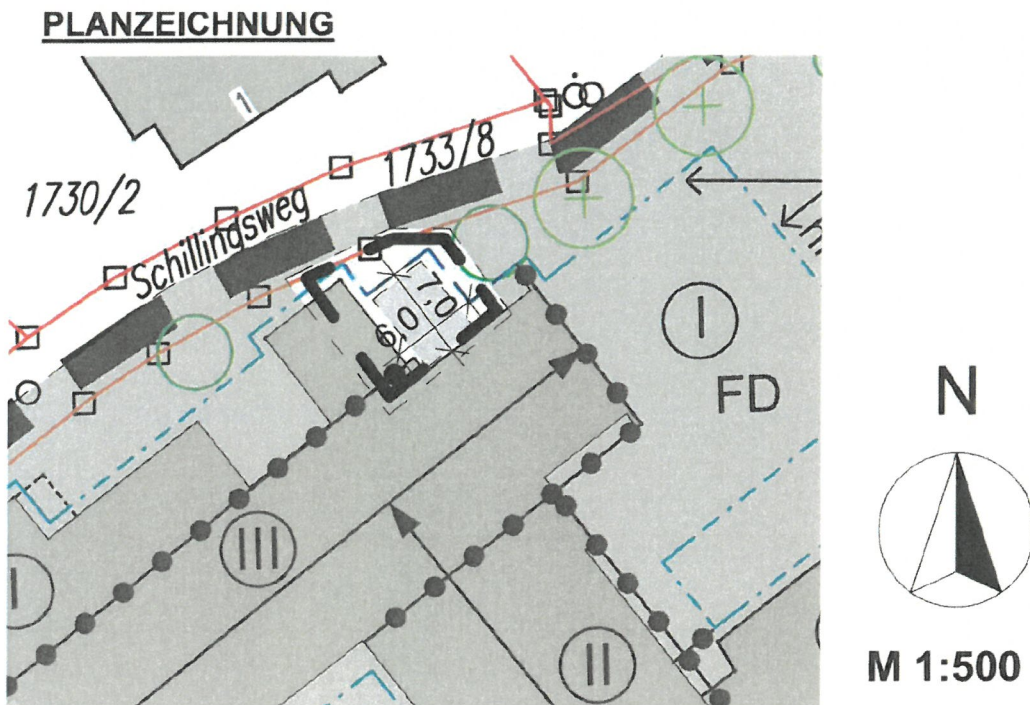 PLANZEICHNUNG
1
1733/8
1730/2
Schillingsweg
7,0
6,0
I
FD
N
III
I
II
M 1:500